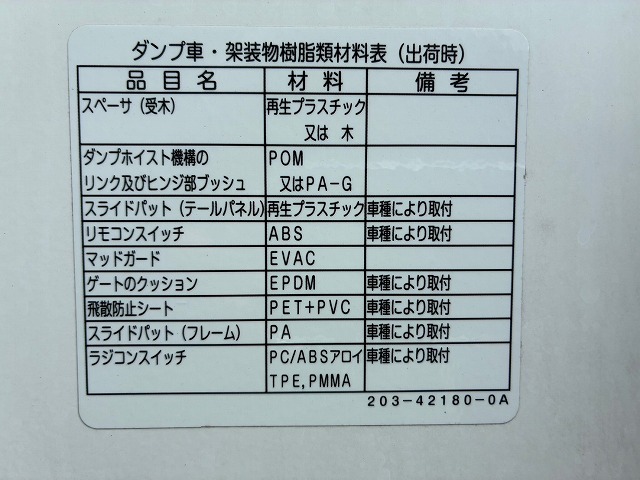 ダンプ車・架装物樹脂類材料表（出荷時）
品目名 材料 備考
スペーサ（受木） 再生プラスチック
又は 木
ダンプホイスト機構の POM
リンク及びヒンジ部ブッシュ 又はPA-G
スライドパット（テールパネル） 再生プラスチック 車種により取付
リモコンスイッチ ABS 車種により取付
マッドガード EVAC
ゲートのクッション EPDM 車種により取付
飛散防止シート PET+PVC 車種により取付
スライドパット（フレーム） PA 車種により取付
ラジコンスイッチ PC/ABSアロイ 車種により取付
TPE,PMMA
203-42180-0A